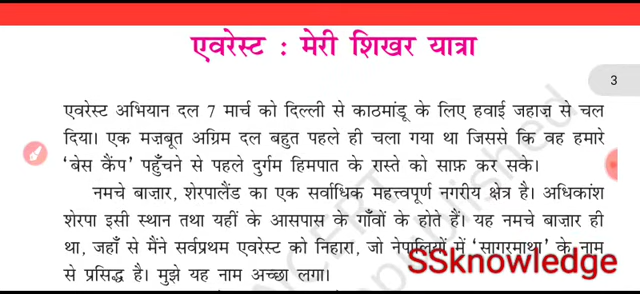 एवरेस्ट : मेरी शिखर यात्रा
3
एवरेस्ट अभियान दल 7 मार्च को दिल्ली से काठमांडू के लिए हवाई जहाज़ से चल
दिया। एक मज़बूत अग्रिम दल बहुत पहले ही चला गया था जिससे कि वह हमारे
‘बेस कैंप’ पहुँचने से पहले दुर्गम हिमपात के रास्ते को साफ़ कर सके।
नमचे बाज़ार, शेरपालैंड का एक सर्वाधिक महत्त्वपूर्ण नगरीय क्षेत्र है। अधिकांश
शेरपा इसी स्थान तथा यहीं के आसपास के गाँवों के होते हैं। यह नमचे बाज़ार ही
था, जहाँ से मैंने सर्वप्रथम एवरेस्ट को निहारा, जो नेपालियों में ‘सागरमाथा’ के नाम
से प्रसिद्ध है। मुझे यह नाम अच्छा लगा।
SSknowledge